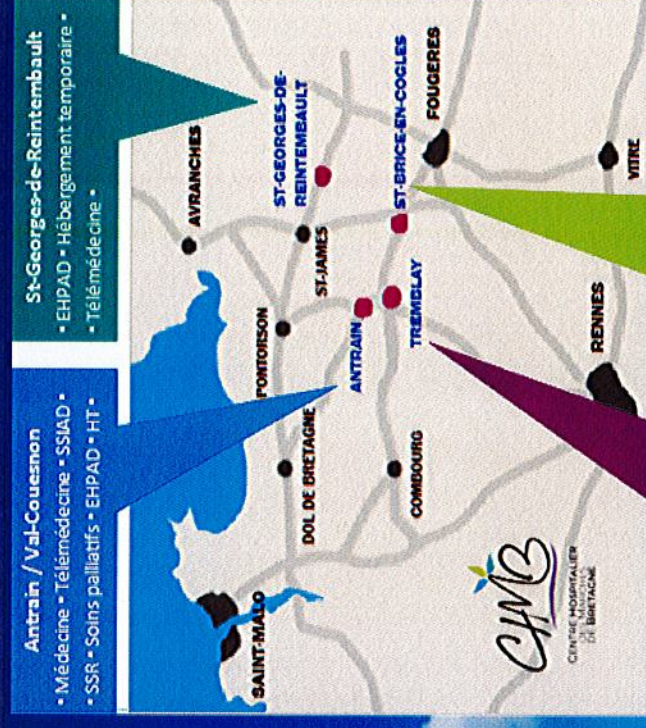 Antrain / Val-Couesnon
• Médecine • Télémédecine • SSIAD •
• SSR • Soins palliatifs • EHPAD • HT •
St-Georges-de-Reintembault
• EHPAD • Hébergement temporaire •
• Télémédecine •
AVRANCHES
SAINT-MALO
DOL DE BRETAGNE
PONTORSON
ST-JAMES
ST-GEORGES-DE-
REINTEMBAULT
ANTRAIN
COMBOURG
TREMBLAY
ST-BRICE-EN-COGLES
FOUGERES
RENNES
VITRE
CHMB
CENTRE HOSPITALIER
DES MARCHES
DE BRETAGNE